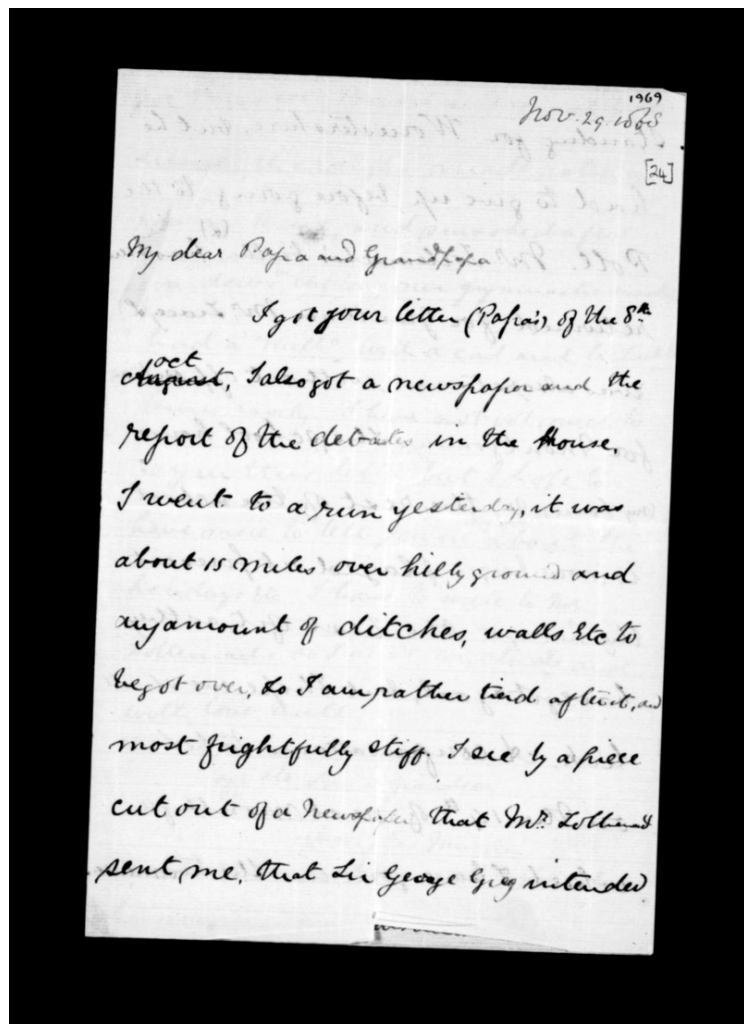 1969
Nov. 29. 1868
[24]
My dear Papa and Grandpapa
I got your letter (Papa's) of the 8th
oct
August, I also got a newspaper and the
report of the debates in the House.
I went to a run yesterday, it was
about 15 miles over hilly ground and
any amount of ditches, walls Etc to
be got over, So I am rather tired after it, and
most frightfully stiff. I see by a piece
cut out of a Newspaper that Mr.
sent me, that Sir George Grey intended